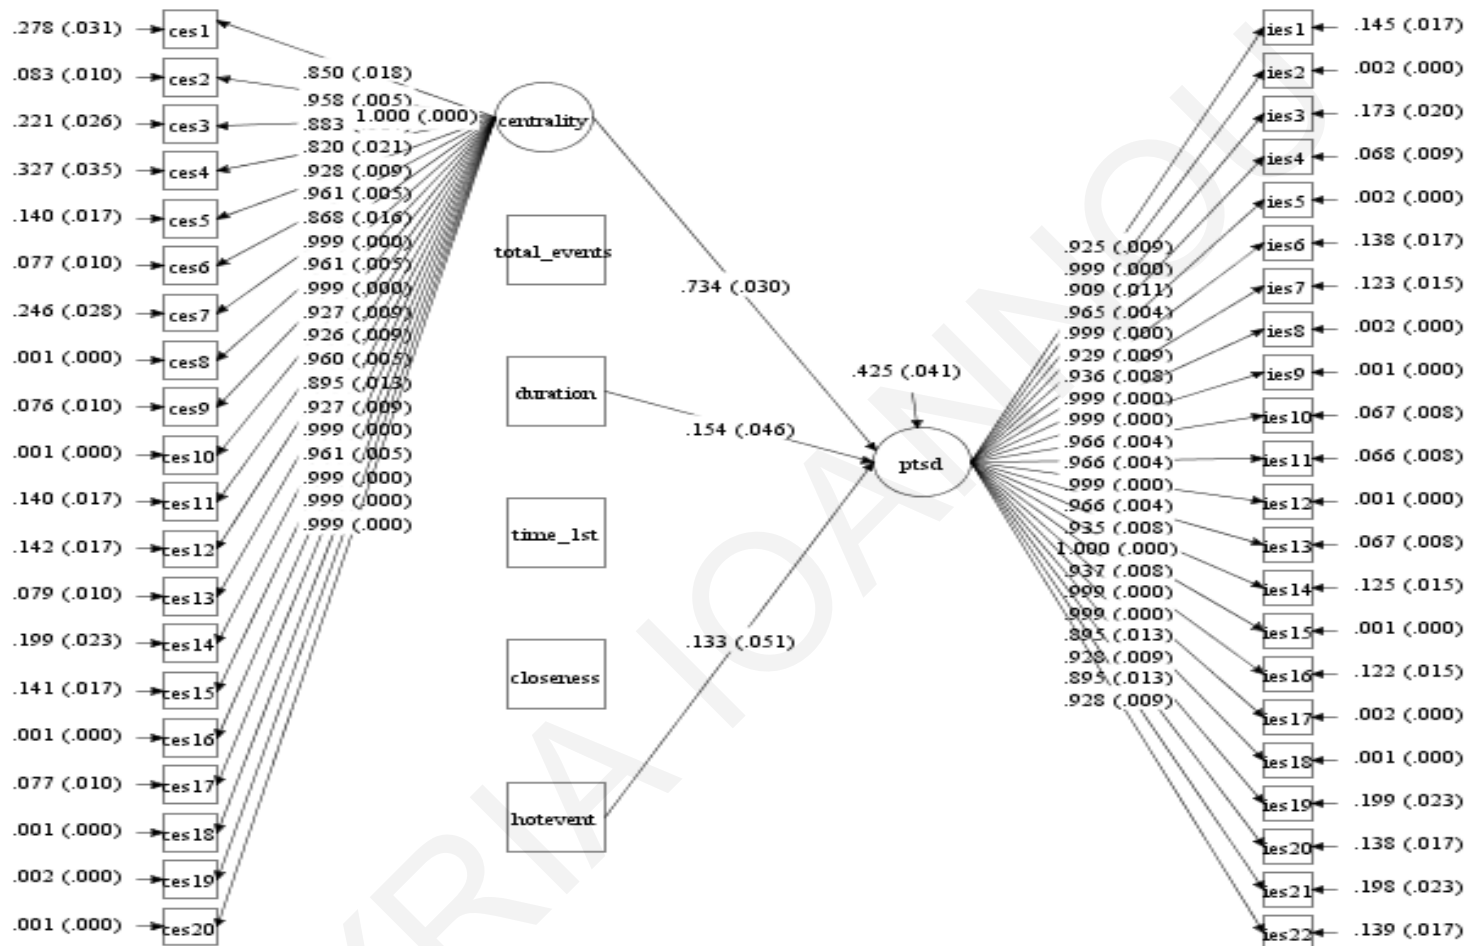 .278 (.031)
ces1
.083 (.010)
ces2
.221 (.026)
ces3
.327 (.035)
ces4
.140 (.017)
ces5
.077 (.010)
ces6
.246 (.028)
ces7
.001 (.000)
ces8
.076 (.010)
ces9
.001 (.000)
ces10
.140 (.017)
ces11
.142 (.017)
ces12
.079 (.010)
ces13
.199 (.023)
ces14
.141 (.017)
ces15
.001 (.000)
ces16
.077 (.010)
ces17
.001 (.000)
ces18
.002 (.000)
ces19
.001 (.000)
ces20
.850 (.018)
.958 (.005)
1.000 (.000)
.883
.820 (.021)
.928 (.009)
.961 (.005)
.868 (.016)
.999 (.000)
.961 (.005)
.999 (.000)
.927 (.009)
.926 (.009)
.960 (.005)
.895 (.013)
.927 (.009)
.999 (.000)
.961 (.005)
.999 (.000)
.999 (.000)
.999 (.000)
centrality
total_events
duration
time_1st
closeness
hotevent
.734 (.030)
.154 (.046)
.133 (.051)
.425 (.041)
ptsd
.925 (.009)
.999 (.000)
.909 (.011)
.965 (.004)
.999 (.000)
.929 (.009)
.936 (.008)
.999 (.000)
.999 (.000)
.966 (.004)
.966 (.004)
.999 (.000)
.966 (.004)
.935 (.008)
1.000 (.000)
.937 (.008)
.999 (.000)
.999 (.000)
.895 (.013)
.928 (.009)
.895 (.013)
.928 (.009)
ies1
.145 (.017)
ies2
.002 (.000)
ies3
.173 (.020)
ies4
.068 (.009)
ies5
.002 (.000)
ies6
.138 (.017)
ies7
.123 (.015)
ies8
.002 (.000)
ies9
.001 (.000)
ies10
.067 (.008)
ies11
.066 (.008)
ies12
.001 (.000)
ies13
.067 (.008)
ies14
.125 (.015)
ies15
.001 (.000)
ies16
.122 (.015)
ies17
.002 (.000)
ies18
.001 (.000)
ies19
.199 (.023)
ies20
.138 (.017)
ies21
.198 (.023)
ies22
.139 (.017)
YRIA IOANNOU